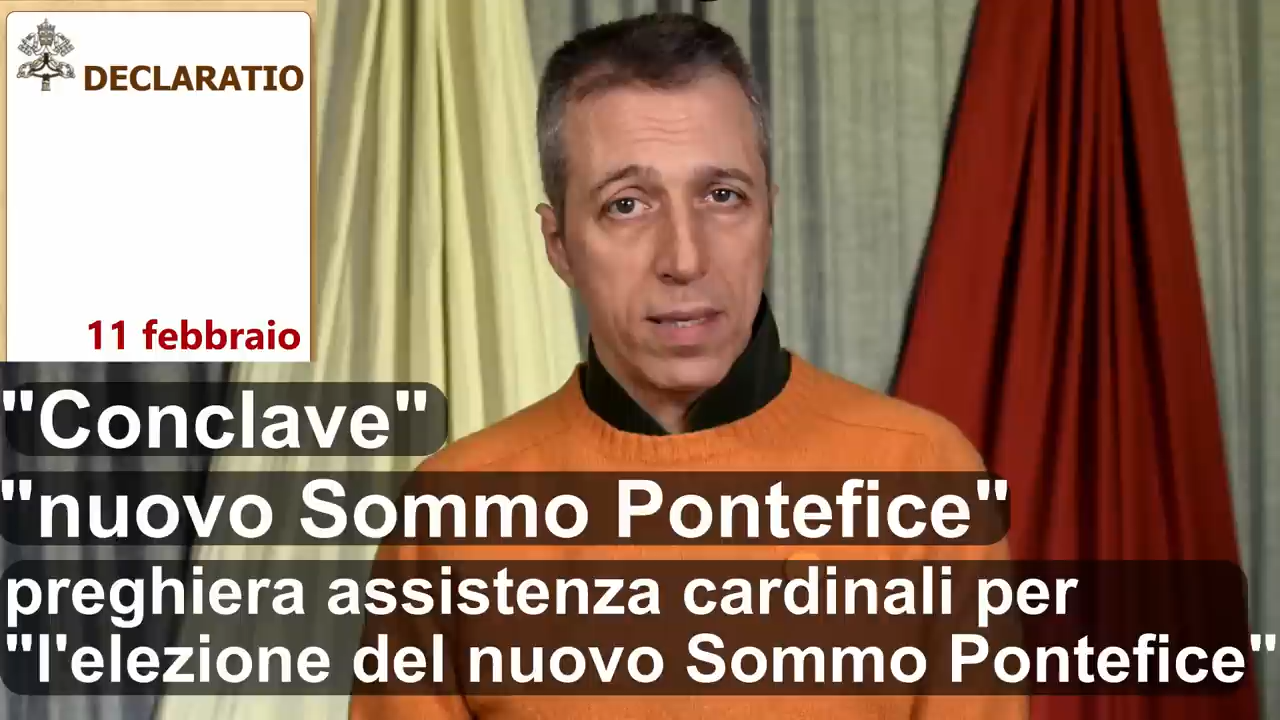 DECLARATIO
11 febbraio
"Conclave"
"nuovo Sommo Pontefice"
preghiera assistenza cardinali per
"l'elezione del nuovo Sommo Pontefice"